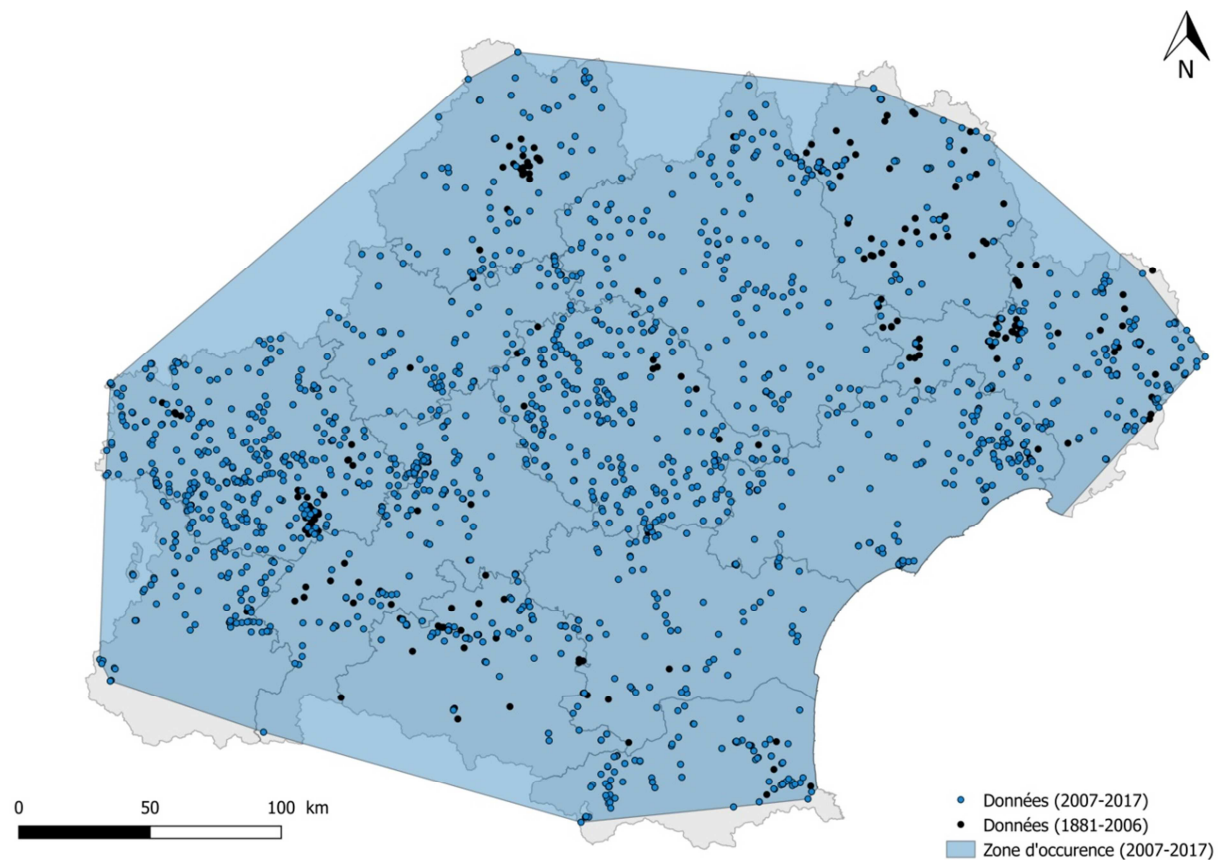 N
0 50 100 km
Données (2007-2017)
Données (1881-2006)
Zone d'occurence (2007-2017)